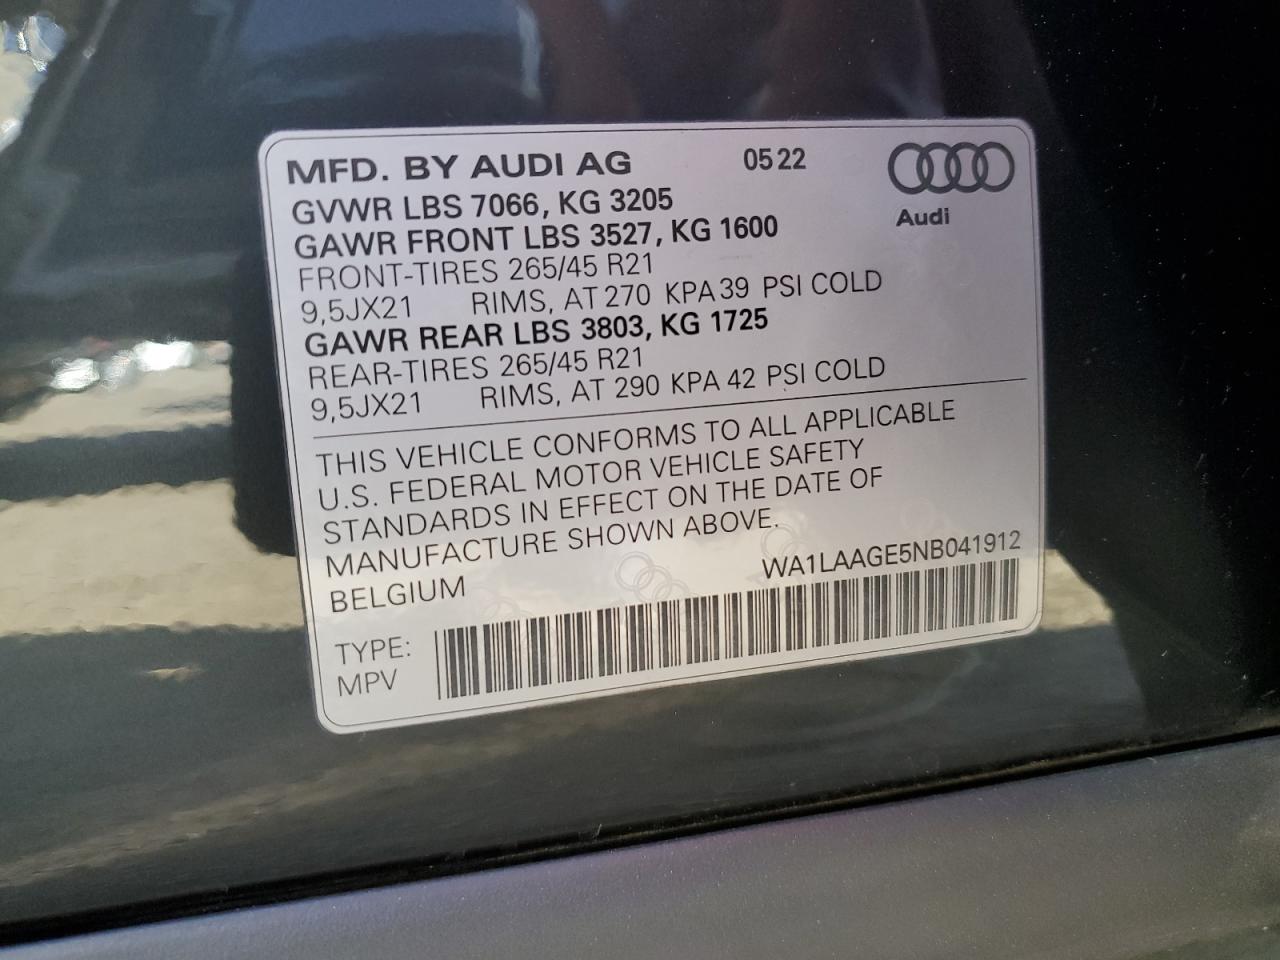 MFD. BY AUDI AG 05 22
Audi
GVWR LBS 7066, KG 3205
GAWR FRONT LBS 3527, KG 1600
FRONT-TIRES 265/45 R21
9,5JX21 RIMS, AT 270 KPA 39 PSI COLD
GAWR REAR LBS 3803, KG 1725
REAR-TIRES 265/45 R21
9,5JX21 RIMS, AT 290 KPA 42 PSI COLD
THIS VEHICLE CONFORMS TO ALL APPLICABLE
U.S. FEDERAL MOTOR VEHICLE SAFETY
STANDARDS IN EFFECT ON THE DATE OF
MANUFACTURE SHOWN ABOVE.
BELGIUM WA1LAAGE5NB041912
TYPE:
MPV